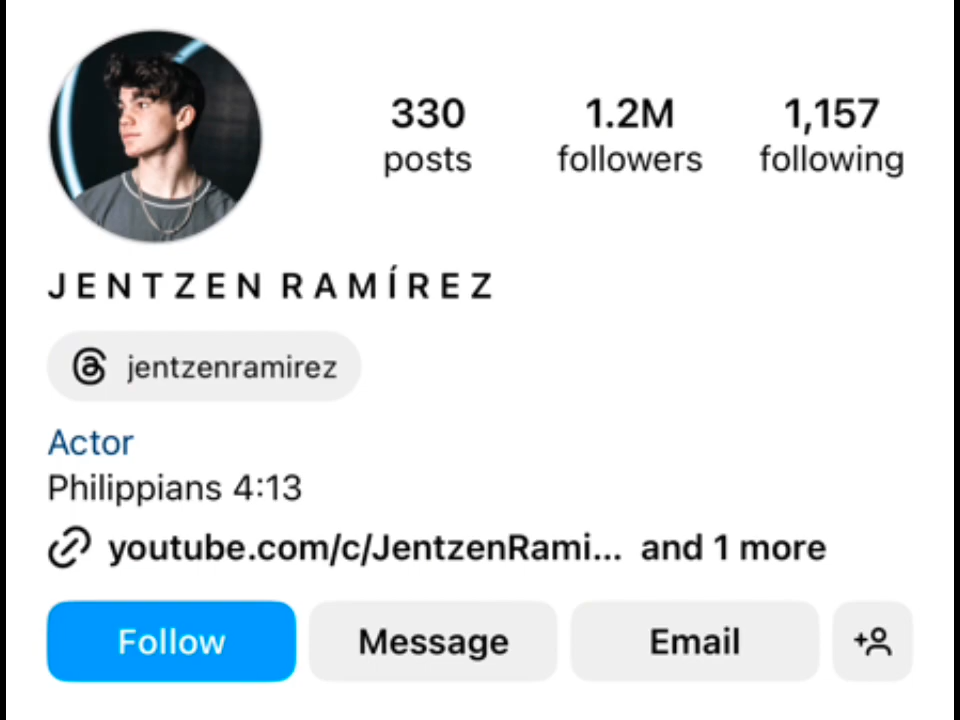 330 1.2M 1,157
posts followers following
JENTZEN RAMÍREZ
jentzenramirez
Actor
Philippians 4:13
youtube.com/c/JentzenRami... and 1 more
Follow Message Email